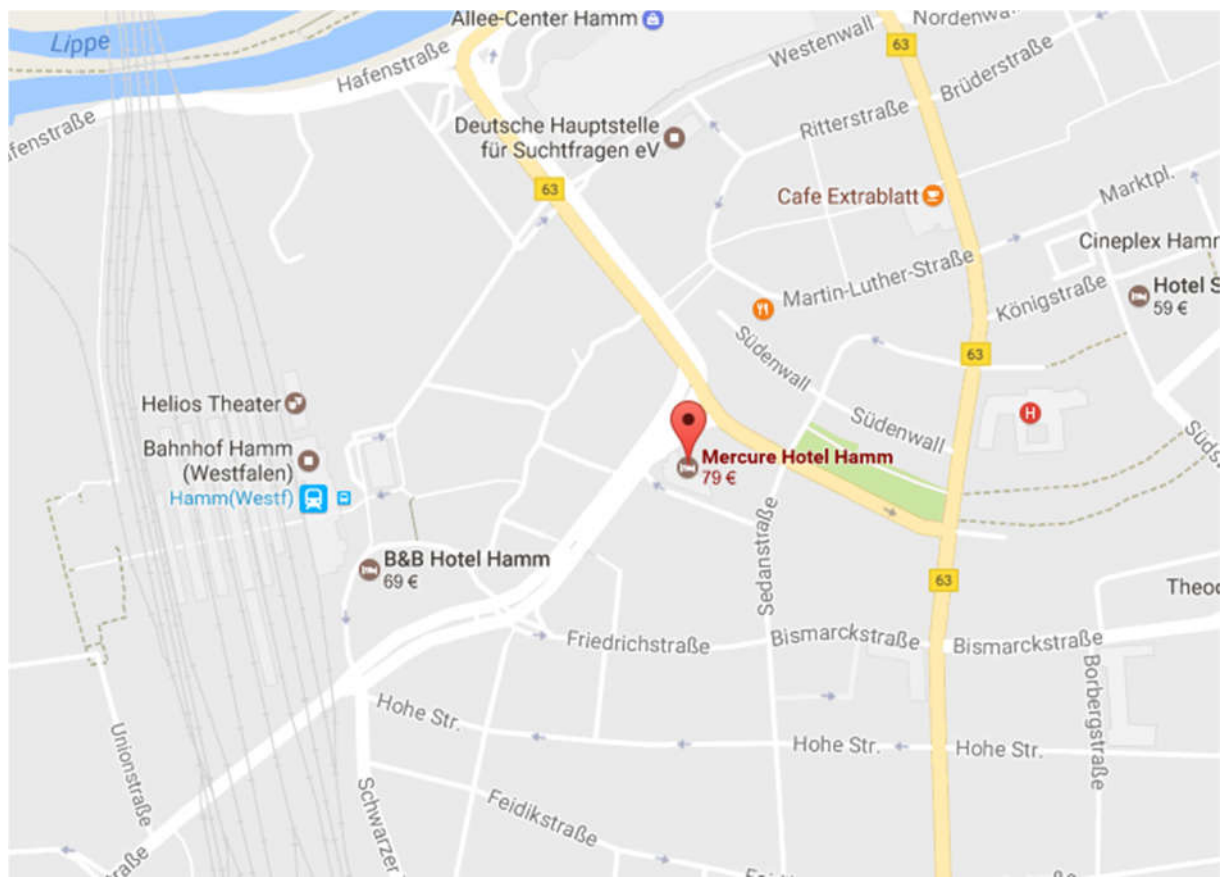 Allee-Center Hamm
Nordenwall
Lippe
Westenwall
63
Hafenstraße
Brüderstraße
Hafenstraße
Deutsche Hauptstelle
für Suchtfragen eV
Ritterstraße
63
Cafe Extrablatt
Marktpl.
Cineplex Hamm
Martin-Luther-Straße
Hotel S
59 €
Königstraße
Südenwall
63
Helios Theater
H
Südenwall
Bahnhof Hamm
(Westfalen)
Hamm(Westf)
Mercure Hotel Hamm
79 €
Südst
B&B Hotel Hamm
69 €
Sedanstraße
63
Theod
Friedrichstraße
Bismarckstraße
Bismarckstraße
Borbergstraße
Hohe Str.
Hohe Str.
Hohe Str.
Unionstraße
Schwarzer
Feidikstraße
straße